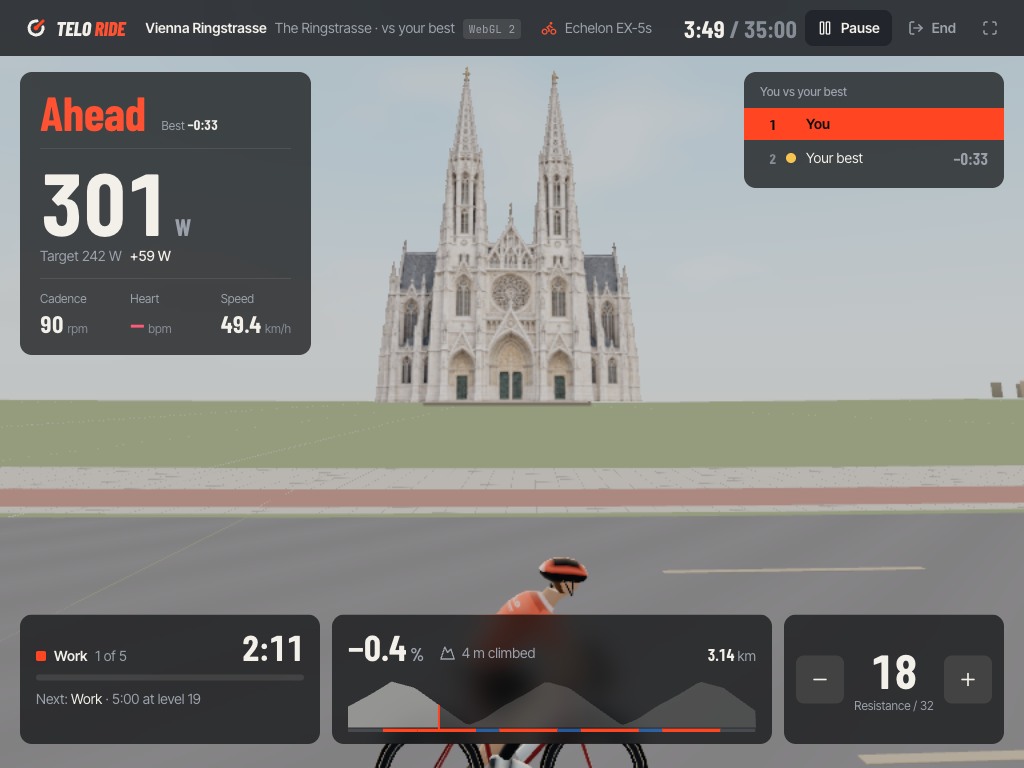 TELO RIDE
Vienna Ringstrasse The Ringstrasse · vs your best WebGL 2 Echelon EX-5s 3:49 / 35:00 Pause End
Ahead Best −0:33
301 W
Target 242 W +59 W
Cadence Heart Speed
90 rpm — bpm 49.4 km/h
You vs your best
1 You
2 Your best −0:33
Work 1 of 5 2:11
Next: Work · 5:00 at level 19
−0.4 % 4 m climbed 3.14 km
− 18 +
Resistance / 32